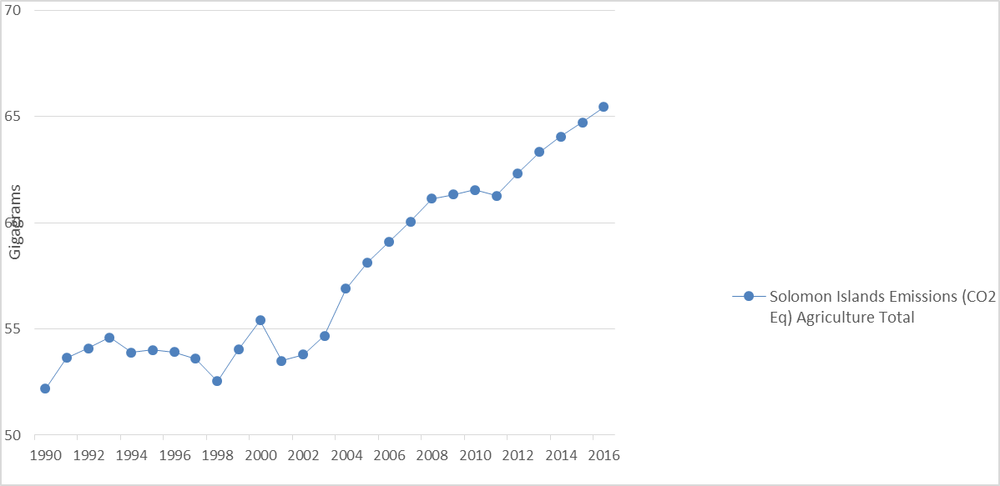 70
65
60
55
50
Gigagrams
1990 1992 1994 1996 1998 2000 2002 2004 2006 2008 2010 2012 2014 2016
Solomon Islands Emissions (CO2
Eq) Agriculture Total